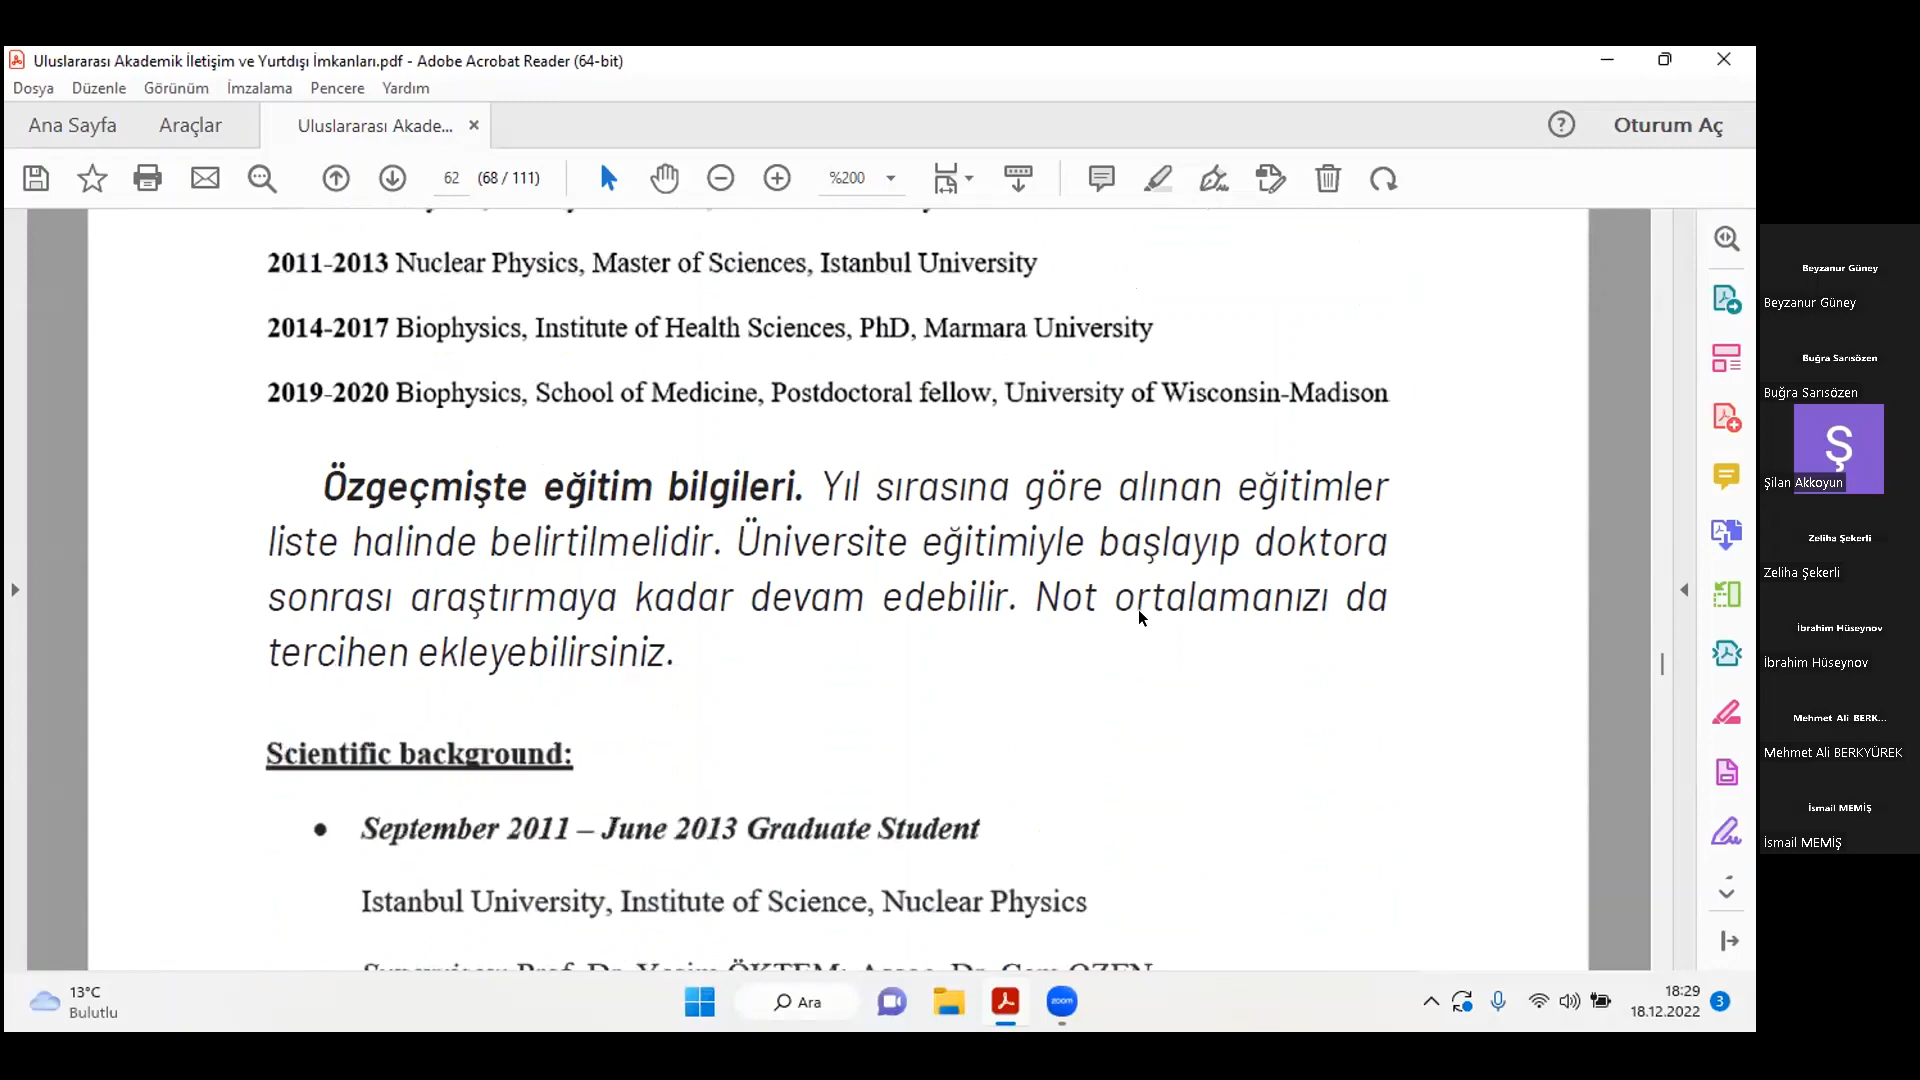 Uluslararası Akademik İletişim ve Yurtdışı İmkanları.pdf - Adobe Acrobat Reader (64-bit)
Dosya Düzenle Görünüm İmzalama Pencere Yardım
Ana Sayfa Araçlar Uluslararası Akade... Oturum Aç
62 (68 / 111) %200
2011-2013 Nuclear Physics, Master of Sciences, Istanbul University
2014-2017 Biophysics, Institute of Health Sciences, PhD, Marmara University
2019-2020 Biophysics, School of Medicine, Postdoctoral fellow, University of Wisconsin-Madison
Özgeçmişte eğitim bilgileri. Yıl sırasına göre alınan eğitimler
liste halinde belirtilmelidir. Üniversite eğitimiyle başlayıp doktora
sonrası araştırmaya kadar devam edebilir. Not ortalamanızı da
tercihen ekleyebilirsiniz.
Scientific background:
• September 2011 – June 2013 Graduate Student
Istanbul University, Institute of Science, Nuclear Physics
Beyzanur Güney
Beyzanur Güney
Buğra Sarısözen
Buğra Sarısözen
Ş
Şilan Akkoyun
Zeliha Şekerli
Zeliha Şekerli
İbrahim Hüseynov
İbrahim Hüseynov
Mehmet Ali BERK...
Mehmet Ali BERKYÜREK
İsmail MEMİŞ
İsmail MEMİŞ
13°C
Bulutlu
Ara
zoom
18:29
18.12.2022
3